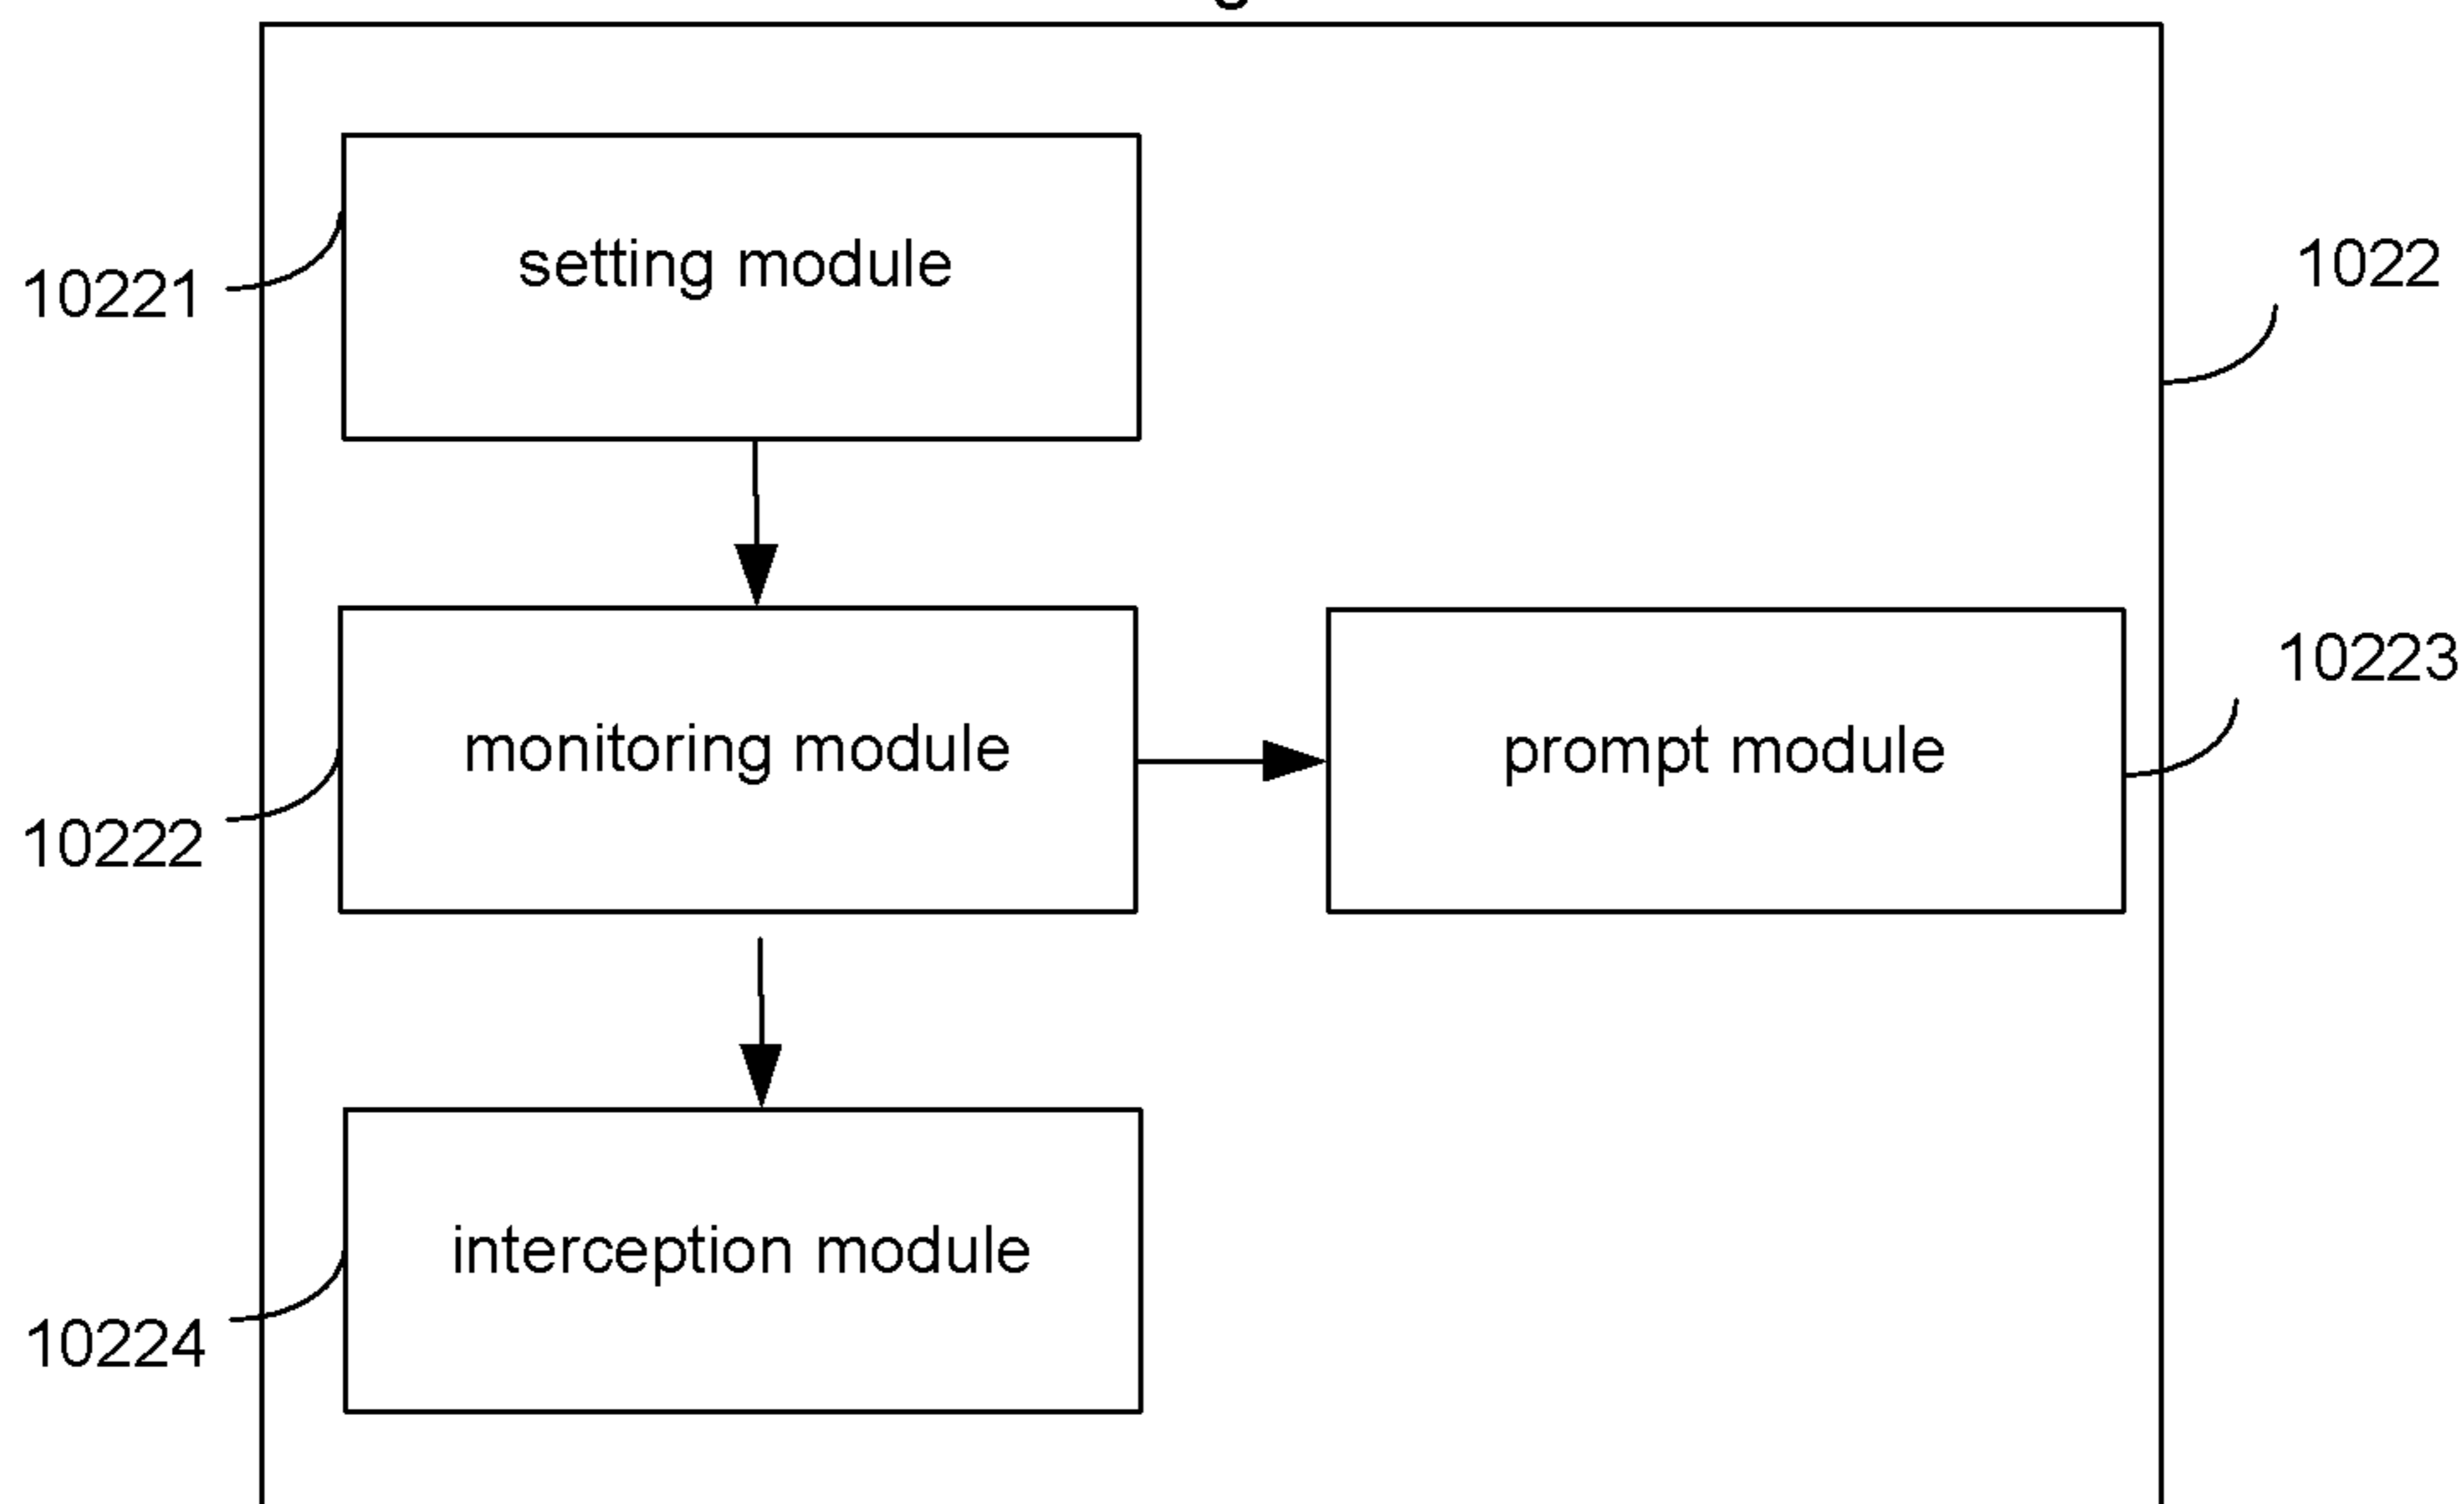 setting module
10221
1022
monitoring module
prompt module
10222
10223
interception module
10224